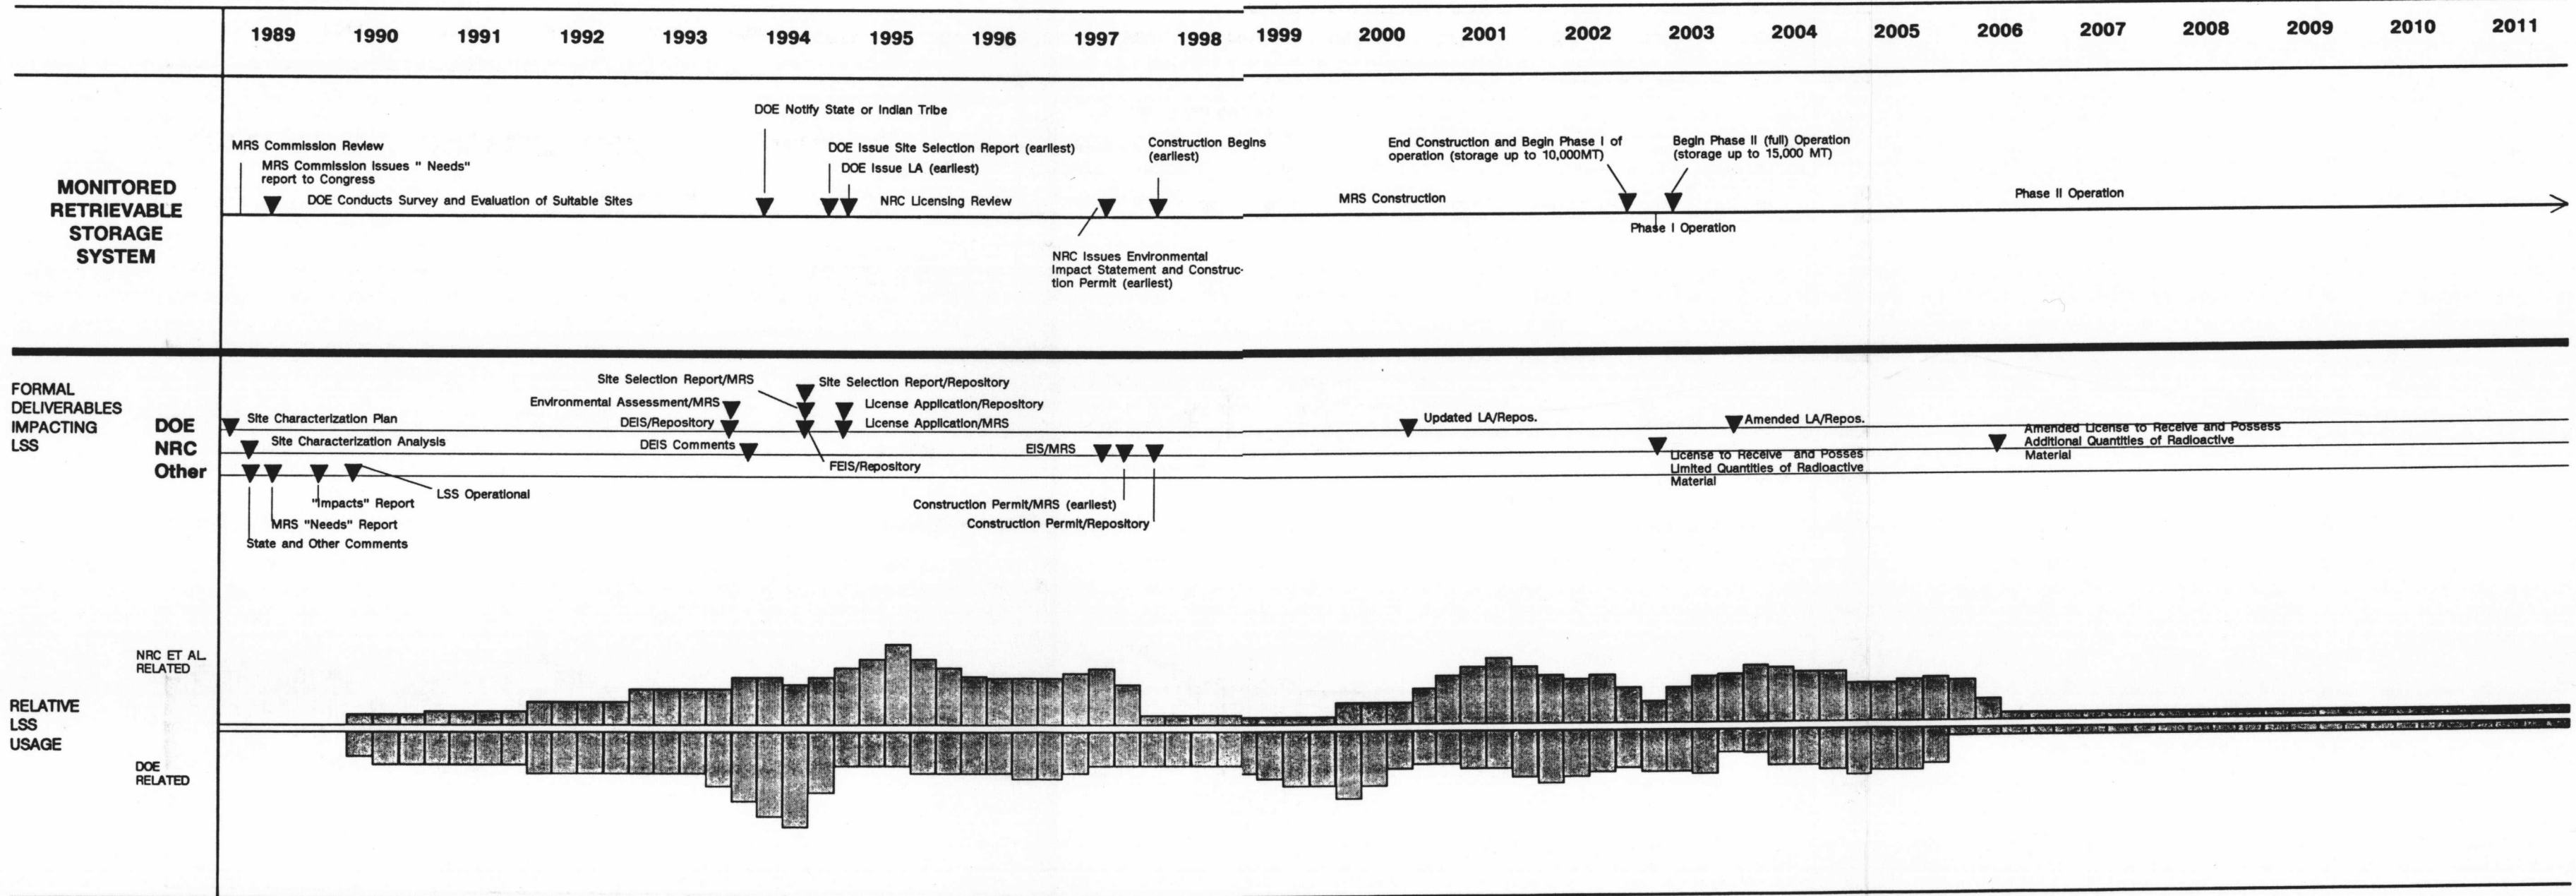 1989 1990 1991 1992 1993 1994 1995 1996 1997 1998 1999 2000 2001 2002 2003 2004 2005 2006 2007 2008 2009 2010 2011
MONITORED
RETRIEVABLE
STORAGE
SYSTEM
MRS Commission Review
MRS Commission Issues " Needs"
report to Congress
DOE Conducts Survey and Evaluation of Suitable Sites
DOE Notify State or Indian Tribe
DOE Issue Site Selection Report (earliest)
DOE Issue LA (earliest)
NRC Licensing Review
NRC Issues Environmental
Impact Statement and Construc-
tion Permit (earliest)
Construction Begins
(earliest)
MRS Construction
End Construction and Begin Phase I of
operation (storage up to 10,000MT)
Phase I Operation
Begin Phase II (full) Operation
(storage up to 15,000 MT)
Phase II Operation
FORMAL
DELIVERABLES
IMPACTING
LSS
DOE
NRC
Other
Site Characterization Plan
Site Characterization Analysis
"Impacts" Report
MRS "Needs" Report
State and Other Comments
LSS Operational
Site Selection Report/MRS
Environmental Assessment/MRS
DEIS/Repository
DEIS Comments
Site Selection Report/Repository
License Application/Repository
License Application/MRS
FEIS/Repository
EIS/MRS
Construction Permit/MRS (earliest)
Construction Permit/Repository
Updated LA/Repos.
Amended LA/Repos.
License to Receive and Posses
Limited Quantities of Radioactive
Material
Amended License to Receive and Possess
Additional Quantities of Radioactive
Material
RELATIVE
LSS
USAGE
NRC ET AL.
RELATED
DOE
RELATED